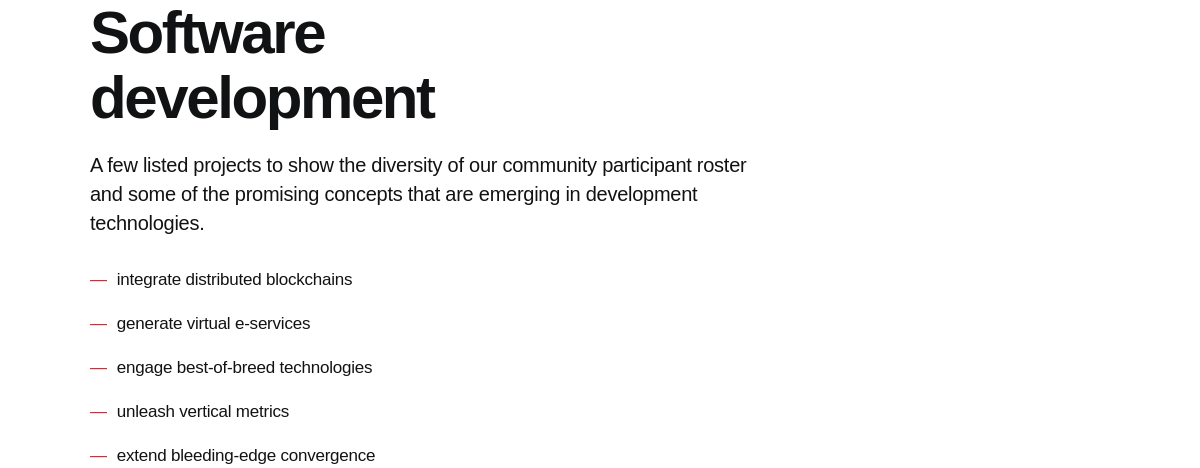 Software
development
A few listed projects to show the diversity of our community participant roster
and some of the promising concepts that are emerging in development
technologies.
— integrate distributed blockchains
— generate virtual e-services
— engage best-of-breed technologies
— unleash vertical metrics
— extend bleeding-edge convergence